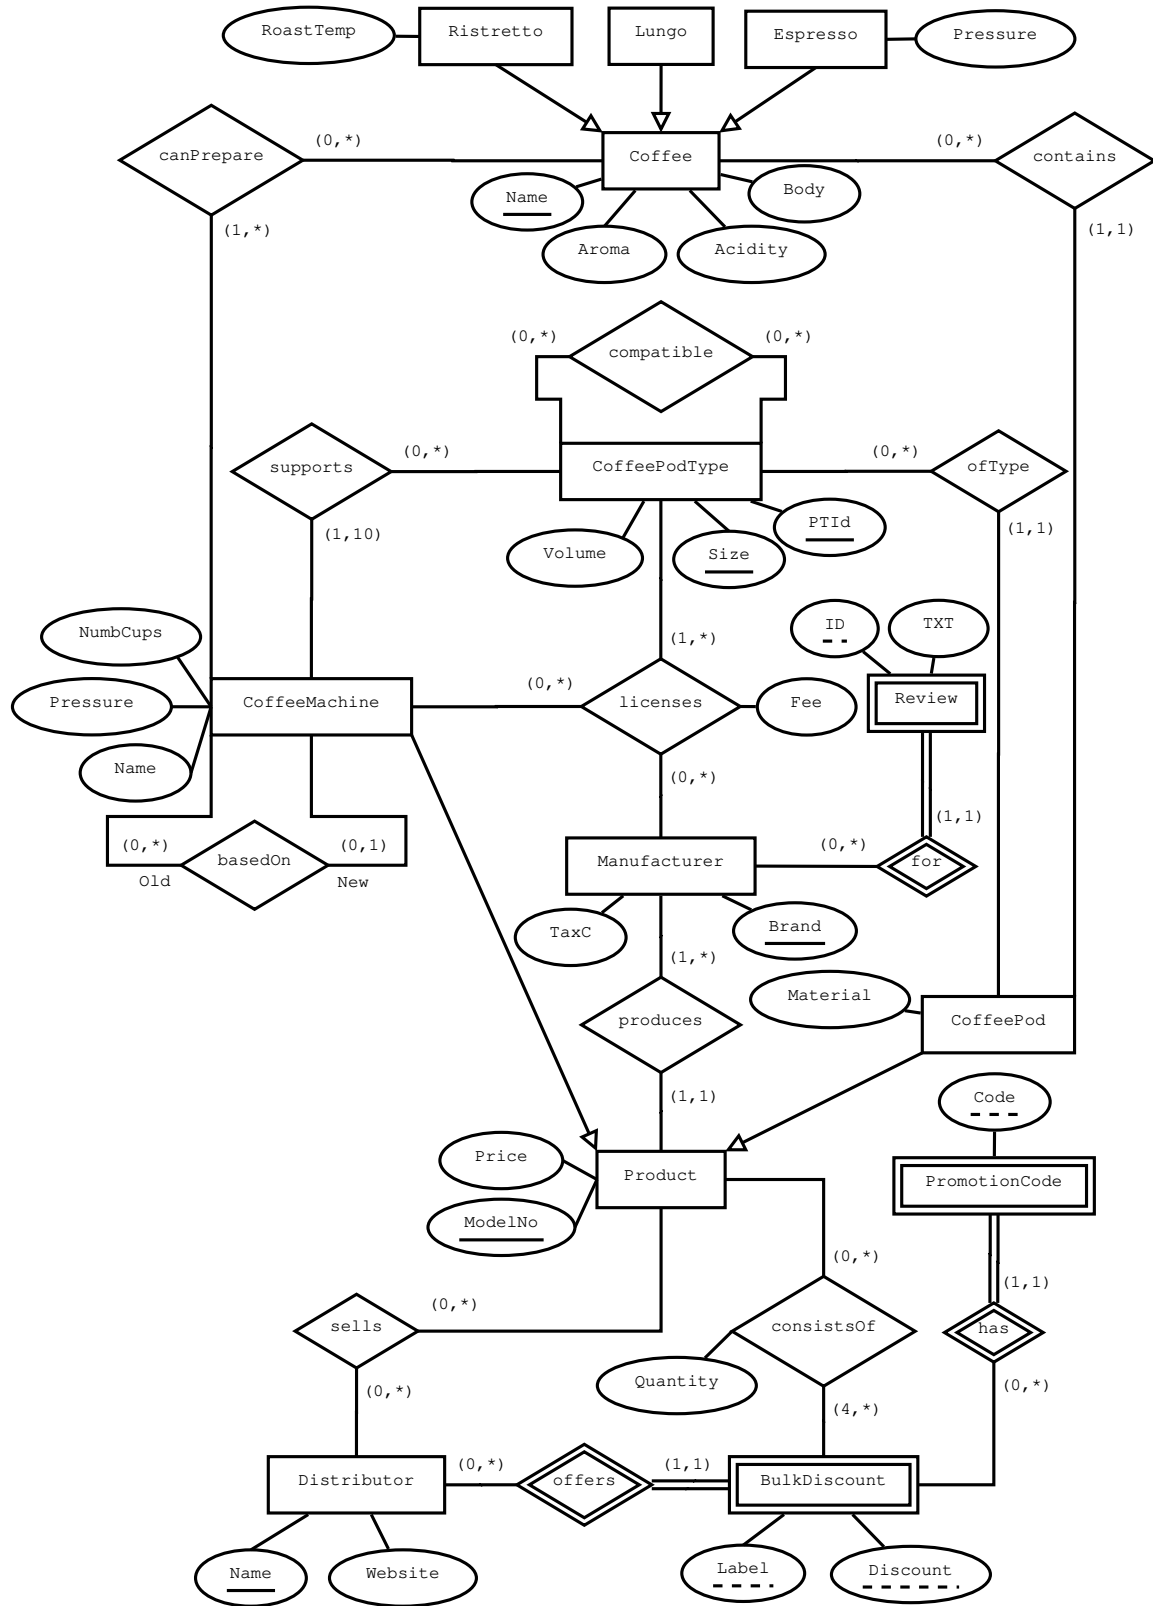 RoastTemp
Ristretto
Lungo
Espresso
Pressure
canPrepare
(0,*)
Coffee
(0,*)
contains
Name
Body
(1,*)
Aroma
Acidity
(1,1)
(0,*)
compatible
(0,*)
supports
(0,*)
CoffeePodType
(0,*)
ofType
(1,10)
Volume
Size
PTId
(1,1)
NumbCups
(1,*)
ID
TXT
Pressure
CoffeeMachine
(0,*)
licenses
Fee
Review
Name
(0,*)
(1,1)
(0,*)
basedOn
(0,1)
Manufacturer
(0,*)
for
Old
New
TaxC
Brand
(1,*)
Material
produces
CoffeePod
(1,1)
Code
Price
Product
PromotionCode
ModelNo
(0,*)
(1,1)
(0,*)
sells
consistsOf
has
(0,*)
Quantity
(4,*)
(0,*)
Distributor
(0,*)
offers
(1,1)
BulkDiscount
Name
Website
Label
Discount